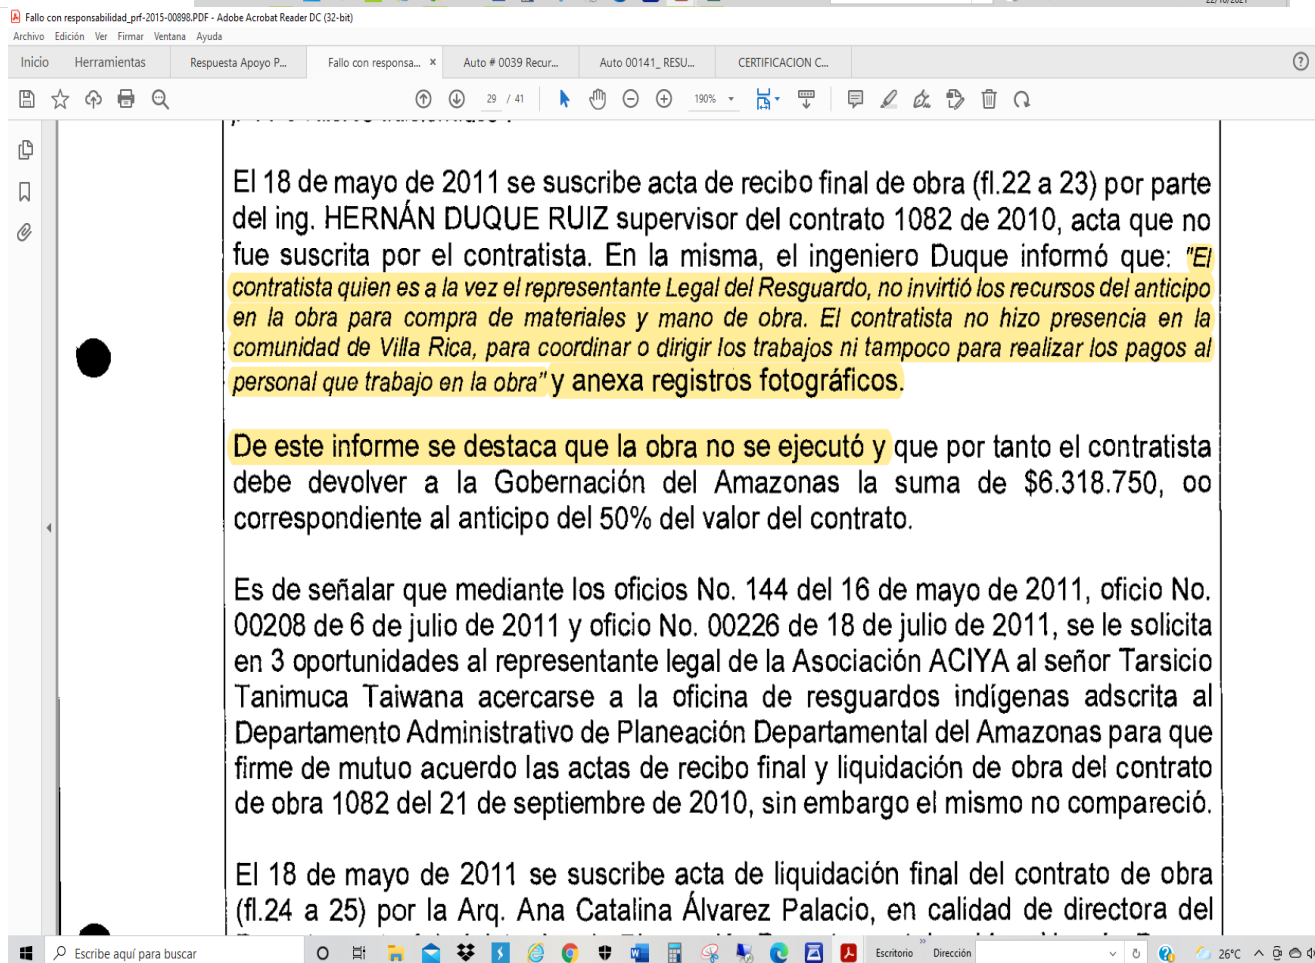 22/10/2021
Fallo con responsabilidad_prf-2015-00898.PDF - Adobe Acrobat Reader DC (32-bit)
Archivo Edición Ver Firmar Ventana Ayuda
Inicio Herramientas Respuesta Apoyo P... Fallo con responsa... × Auto # 0039 Recur... Auto 00141_ RESU... CERTIFICACION C...
29 / 41 190%
El 18 de mayo de 2011 se suscribe acta de recibo final de obra (fl.22 a 23) por parte
del ing. HERNÁN DUQUE RUIZ supervisor del contrato 1082 de 2010, acta que no
fue suscrita por el contratista. En la misma, el ingeniero Duque informó que: "El
contratista quien es a la vez el representante Legal del Resguardo, no invirtió los recursos del anticipo
en la obra para compra de materiales y mano de obra. El contratista no hizo presencia en la
comunidad de Villa Rica, para coordinar o dirigir los trabajos ni tampoco para realizar los pagos al
personal que trabajo en la obra" y anexa registros fotográficos.
De este informe se destaca que la obra no se ejecutó y que por tanto el contratista
debe devolver a la Gobernación del Amazonas la suma de $6.318.750, oo
correspondiente al anticipo del 50% del valor del contrato.
Es de señalar que mediante los oficios No. 144 del 16 de mayo de 2011, oficio No.
00208 de 6 de julio de 2011 y oficio No. 00226 de 18 de julio de 2011, se le solicita
en 3 oportunidades al representante legal de la Asociación ACIYA al señor Tarsicio
Tanimuca Taiwana acercarse a la oficina de resguardos indígenas adscrita al
Departamento Administrativo de Planeación Departamental del Amazonas para que
firme de mutuo acuerdo las actas de recibo final y liquidación de obra del contrato
de obra 1082 del 21 de septiembre de 2010, sin embargo el mismo no compareció.
El 18 de mayo de 2011 se suscribe acta de liquidación final del contrato de obra
(fl.24 a 25) por la Arq. Ana Catalina Álvarez Palacio, en calidad de directora del
Escribe aquí para buscar Escritorio Dirección 26°C